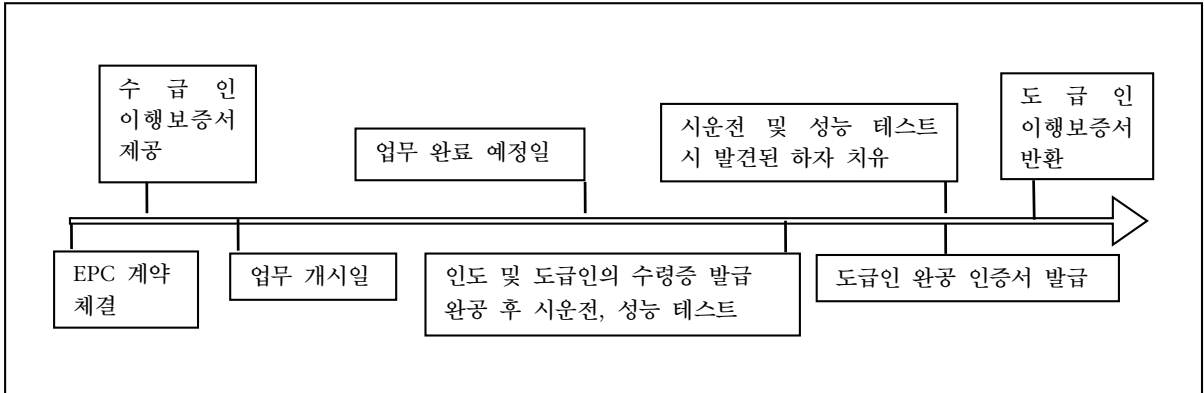 수 급 인
이행보증서
제공
업무 완료 예정일
시운전 및 성능 테스트
시 발견된 하자 치유
도 급 인
이행보증서
반환
EPC 계약
체결
업무 개시일
인도 및 도급인의 수령증 발급
완공 후 시운전, 성능 테스트
도급인 완공 인증서 발급